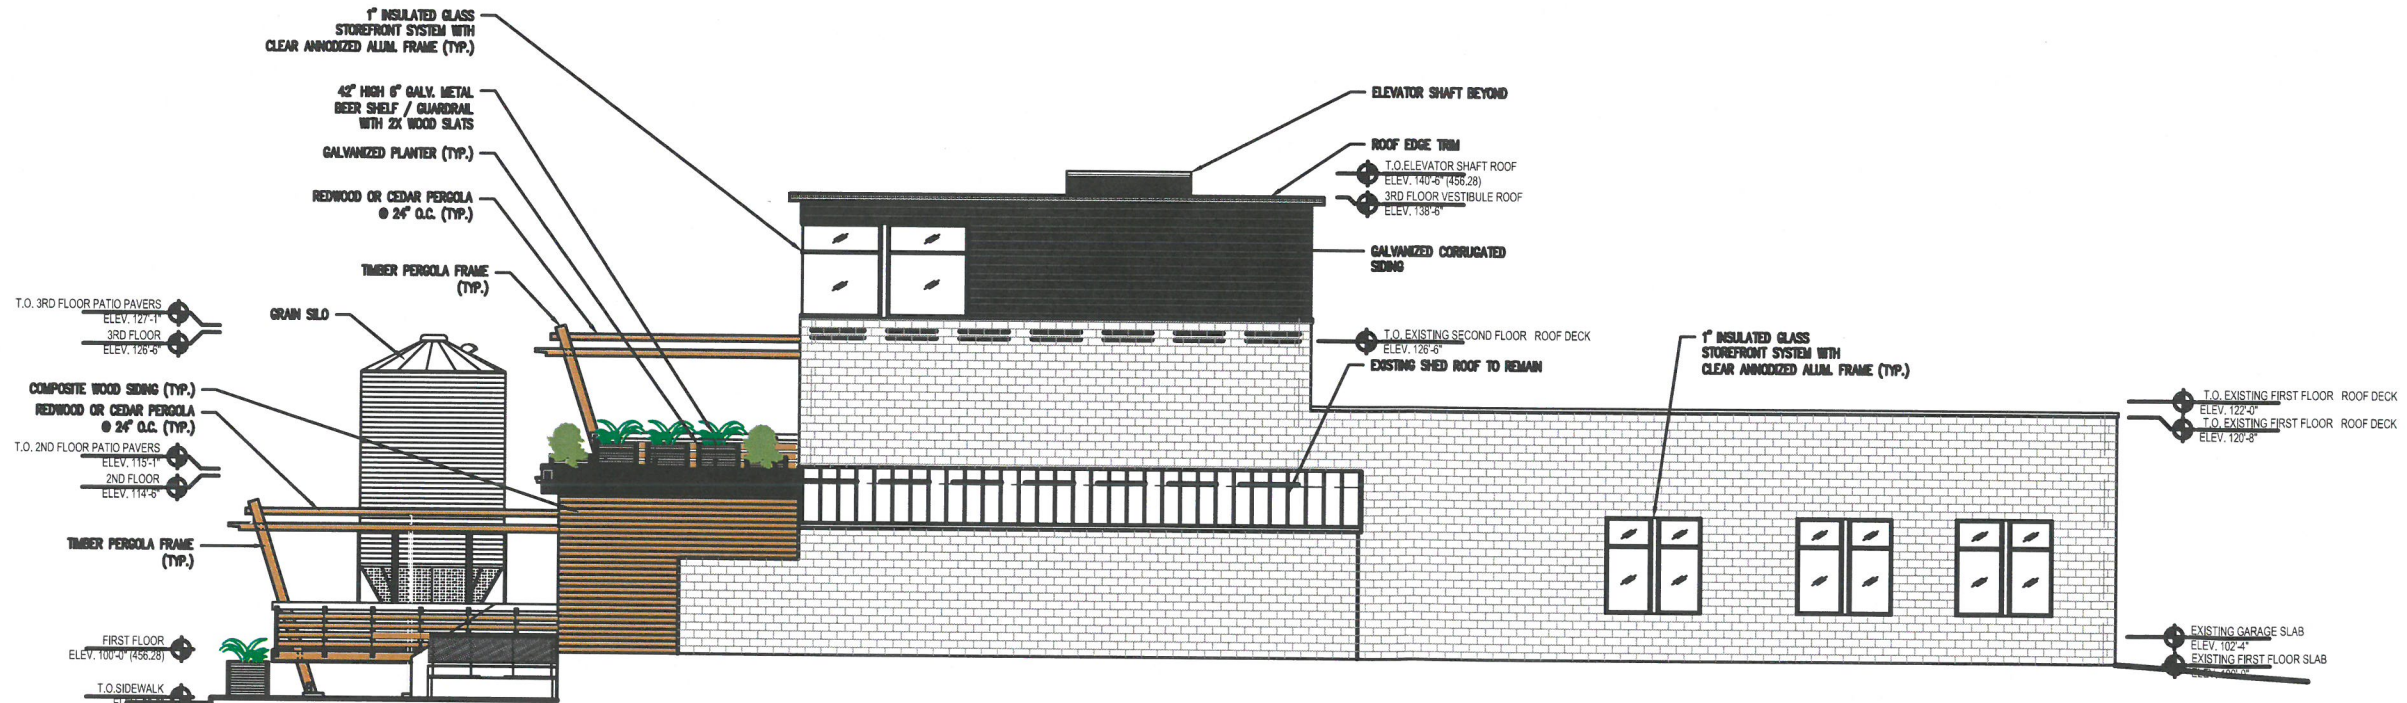 1" INSULATED GLASS
STOREFRONT SYSTEM WITH
CLEAR ANNODIZED ALUM. FRAME (TYP.)
42" HIGH 6" GALV. METAL
BEER SHELF / GUARDRAIL
WITH 2X WOOD SLATS
GALVANIZED PLANTER (TYP.)
REDWOOD OR CEDAR PERGOLA
@ 24" O.C. (TYP.)
TIMBER PERGOLA FRAME
(TYP.)
T.O. 3RD FLOOR PATIO PAVERS
ELEV. 127'-1"
3RD FLOOR
ELEV. 126'-6"
GRAIN SILO
COMPOSITE WOOD SIDING (TYP.)
REDWOOD OR CEDAR PERGOLA
@ 24" O.C. (TYP.)
T.O. 2ND FLOOR PATIO PAVERS
ELEV. 115'-1"
2ND FLOOR
ELEV. 114'-6"
TIMBER PERGOLA FRAME
(TYP.)
FIRST FLOOR
ELEV. 100'-0" (456.28)
T.O.SIDEWALK
ELEVATOR SHAFT BEYOND
ROOF EDGE TRIM
T.O.ELEVATOR SHAFT ROOF
ELEV. 140'-6" (456.28)
3RD FLOOR VESTIBULE ROOF
ELEV. 138'-6"
GALVANIZED CORRUGATED
SIDING
T.O. EXISTING SECOND FLOOR ROOF DECK
ELEV. 126'-6"
EXISTING SHED ROOF TO REMAIN
1" INSULATED GLASS
STOREFRONT SYSTEM WITH
CLEAR ANNODIZED ALUM. FRAME (TYP.)
T.O. EXISTING FIRST FLOOR ROOF DECK
ELEV. 122'-0"
T.O. EXISTING FIRST FLOOR ROOF DECK
ELEV. 120'-8"
EXISTING GARAGE SLAB
ELEV. 102'-4"
EXISTING FIRST FLOOR SLAB